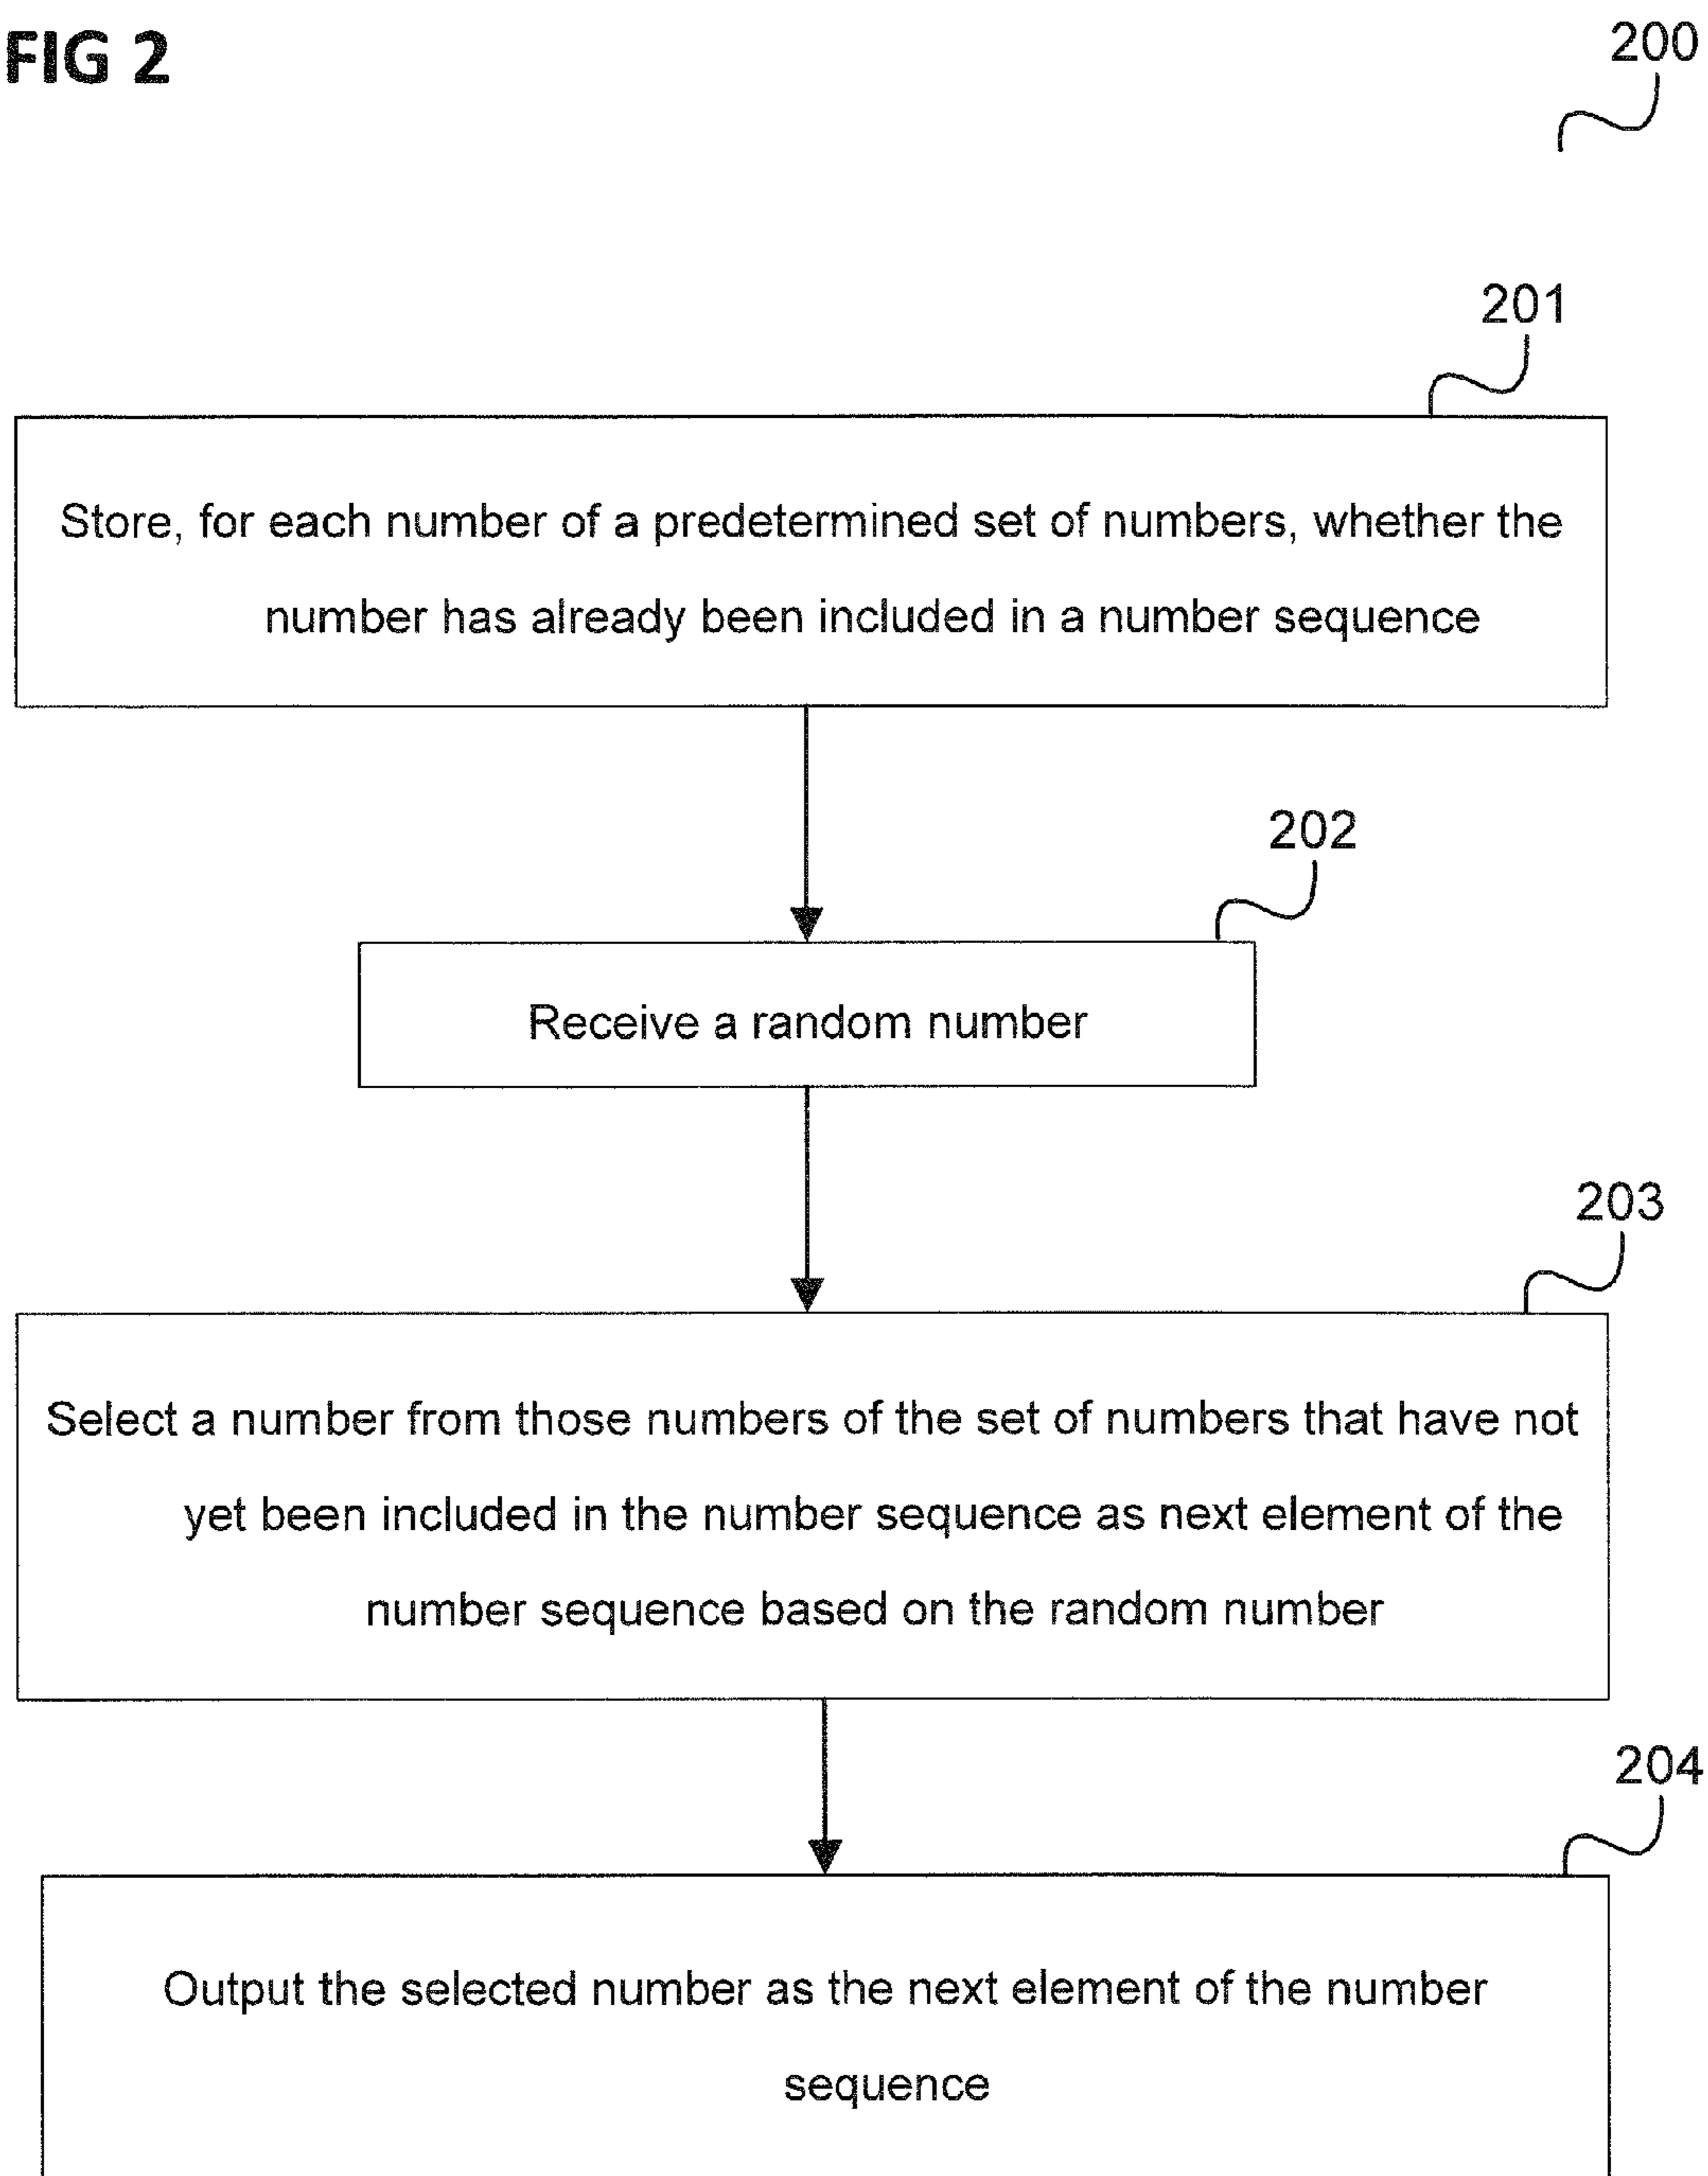 FIG 2
200
201
Store, for each number of a predetermined set of numbers, whether the
number has already been included in a number sequence
202
Receive a random number
203
Select a number from those numbers of the set of numbers that have not
yet been included in the number sequence as next element of the
number sequence based on the random number
204
Output the selected number as the next element of the number
sequence